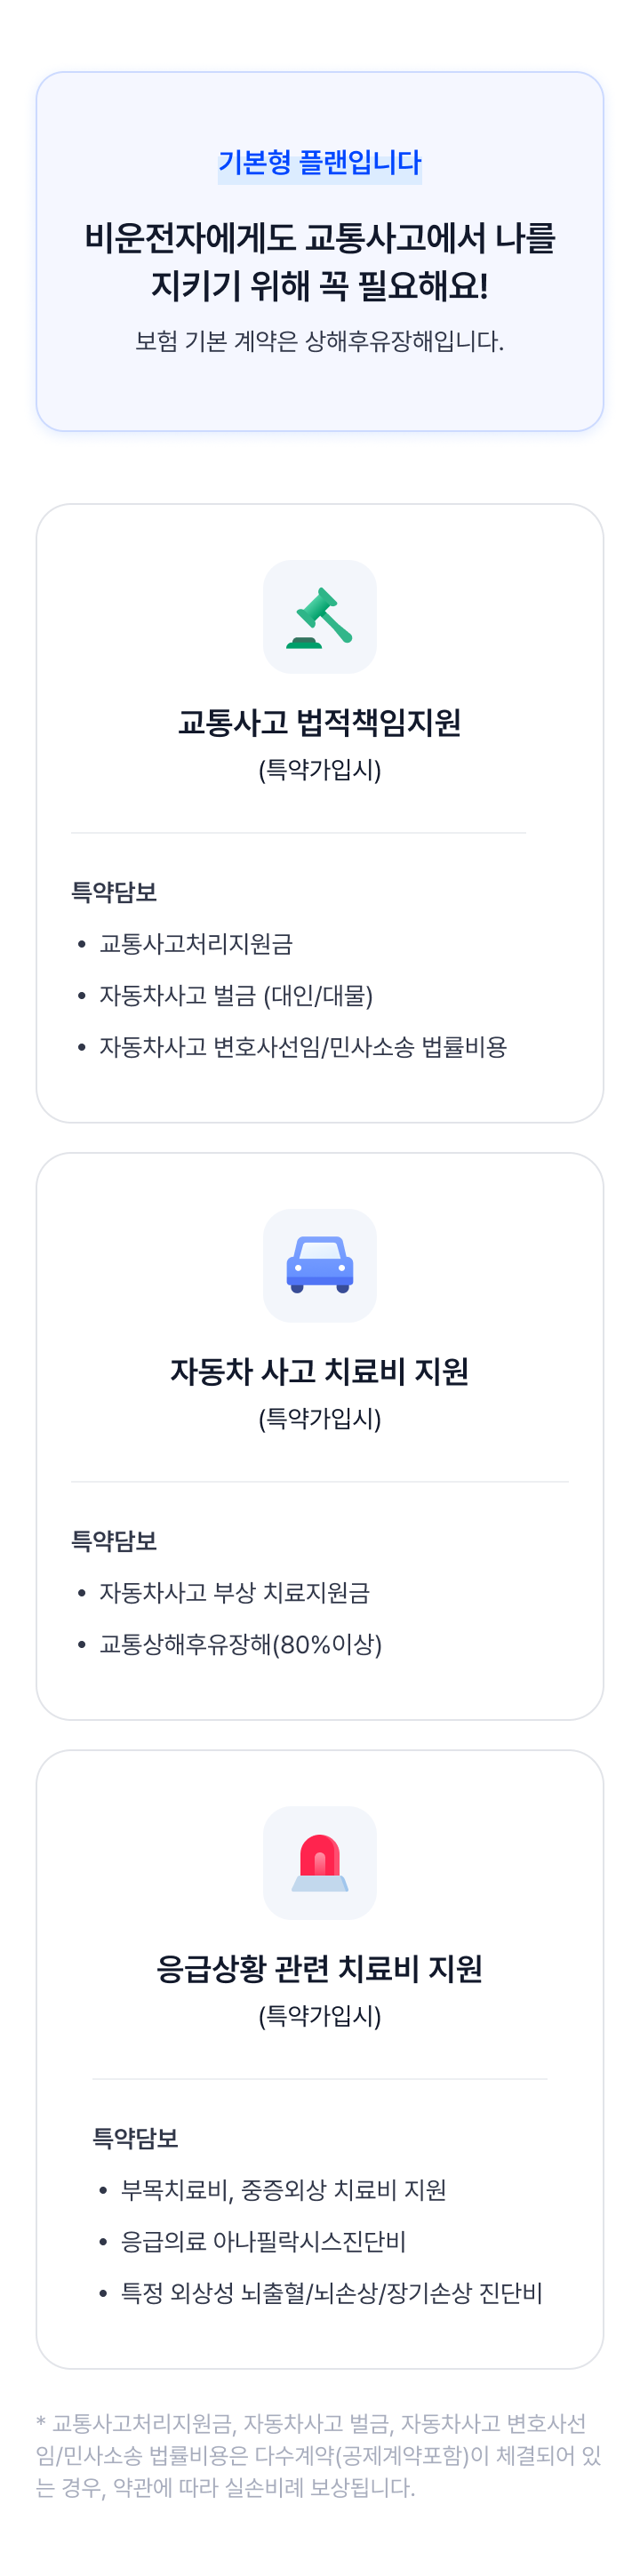 기본형 플랜입니다
비운전자에게도 교통사고에서 나를
지키기 위해 꼭 필요해요!
보험 기본 계약은 상해후유장해입니다.
교통사고 법적책임지원
(특약가입시)
특약담보
• 교통사고처리지원금
• 자동차사고 벌금 (대인/대물)
• 자동차사고 변호사선임/민사소송 법률비용
자동차 사고 치료비 지원
(특약가입시)
특약담보
• 자동차사고 부상 치료지원금
• 교통상해후유장해(80%이상)
응급상황 관련 치료비 지원
(특약가입시)
특약담보
• 부목치료비, 중증외상 치료비 지원
• 응급의료 아나필락시스진단비
• 특정 외상성 뇌출혈/뇌손상/장기손상 진단비
* 교통사고처리지원금, 자동차사고 벌금, 자동차사고 변호사선
임/민사소송 법률비용은 다수계약(공제계약포함)이 체결되어 있
는 경우, 약관에 따라 실손비례 보상됩니다.